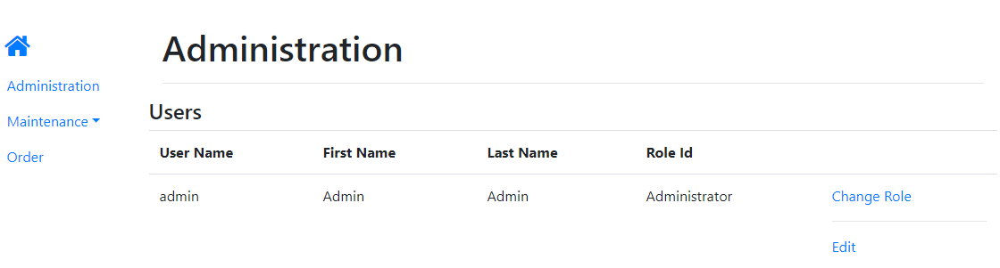 Administration
Administration
Maintenance
Order
Users
User Name First Name Last Name Role Id
admin Admin Admin Administrator Change Role
Edit